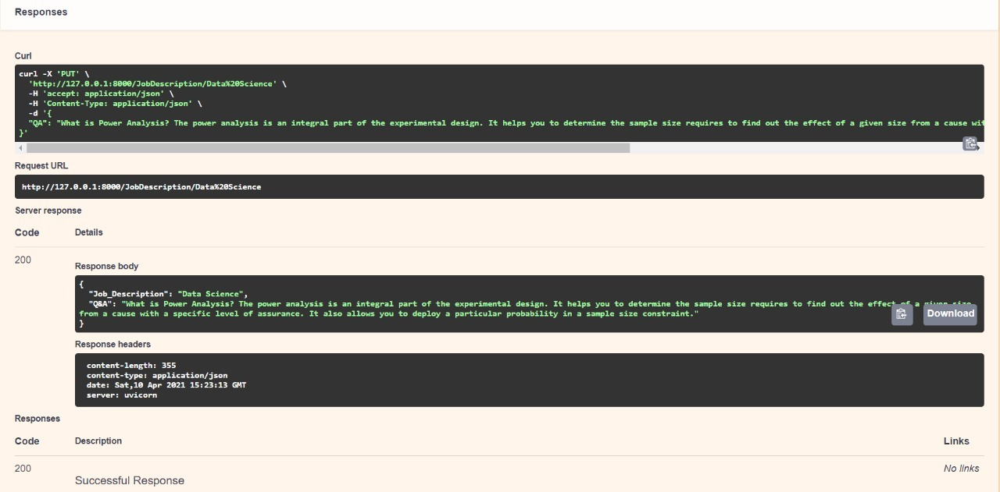 Responses
Curl
curl -X 'PUT' \
'http://127.0.0.1:8000/JobDescription/Data%20Science' \
-H 'accept: application/json' \
-H 'Content-Type: application/json' \
-d '{
"QA": "What is Power Analysis? The power analysis is an integral part of the experimental design. It helps you to determine the sample size requires to find out the effect of a given size from a cause wit
}'
Request URL
http://127.0.0.1:8000/JobDescription/Data%20Science
Server response
Code Details
200
Response body
{
"Job_Description": "Data Science",
"Q&A": "What is Power Analysis? The power analysis is an integral part of the experimental design. It helps you to determine the sample size requires to find out the effect of a given size
from a cause with a specific level of assurance. It also allows you to deploy a particular probability in a sample size constraint."
}
Download
Response headers
content-length: 355
content-type: application/json
date: Sat,10 Apr 2021 15:23:13 GMT
server: uvicorn
Responses
Code Description Links
200 No links
Successful Response